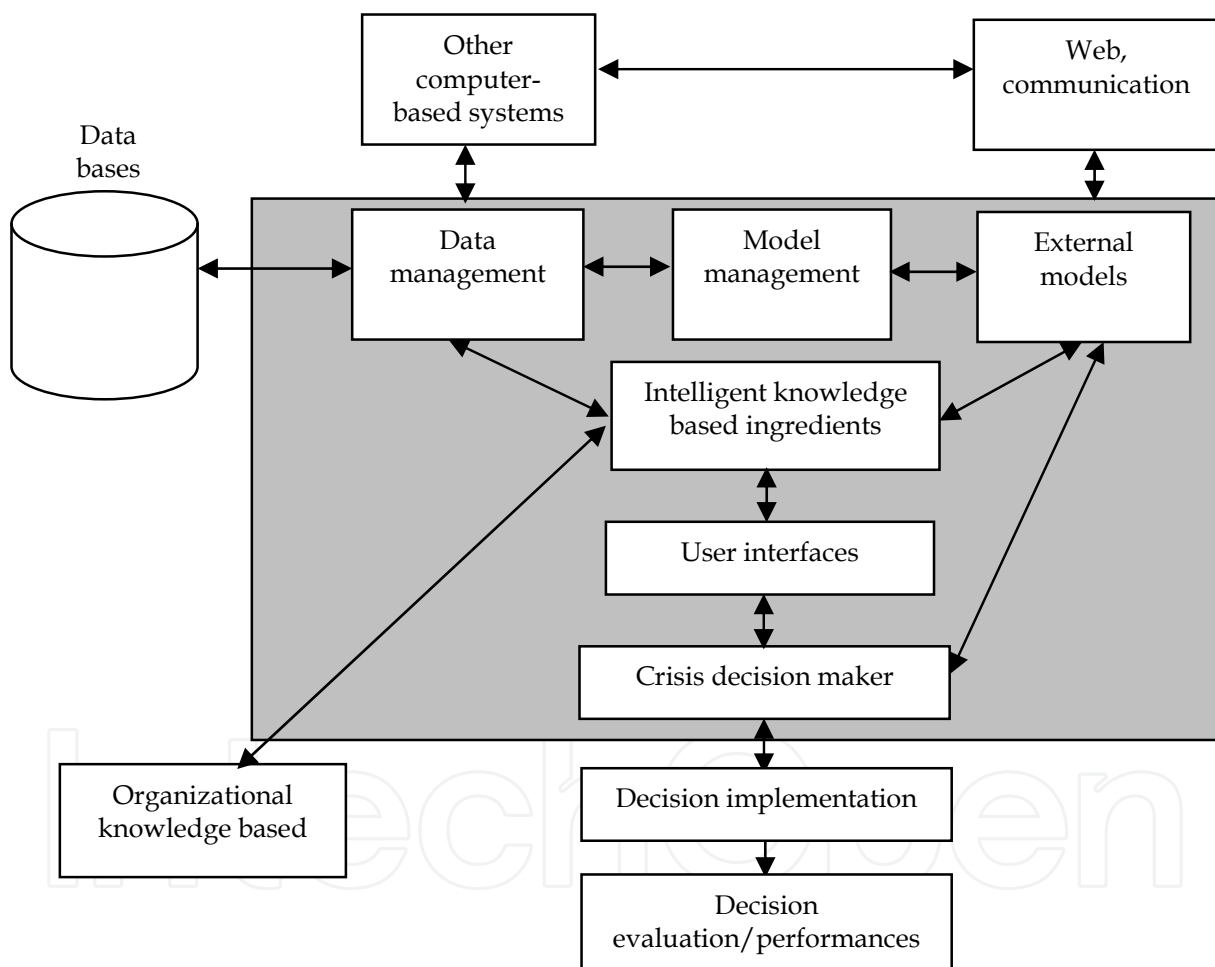 Other
computer-
based systems
Web,
communication
Data
bases
Data
management
Model
management
External
models
Intelligent knowledge
based ingredients
User interfaces
Crisis decision maker
Organizational
knowledge based
Decision implementation
Decision
evaluation/performances
IntechOpen